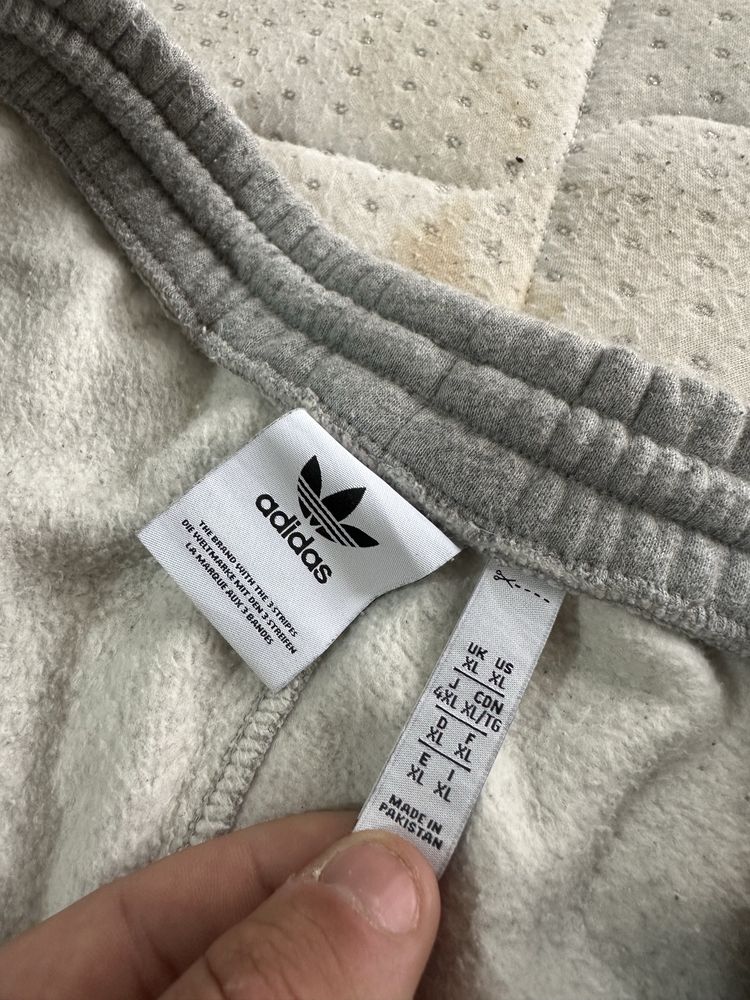 adidas
THE BRAND WITH THE 3 STRIPES
DIE WELTMARKE MIT DEN 3 STREIFEN
LA MARQUE AUX 3 BANDES
UK US
XL XL
J CDN
4XL XL/TG
D F
XL XL
E I
XL XL
MADE IN
PAKISTAN